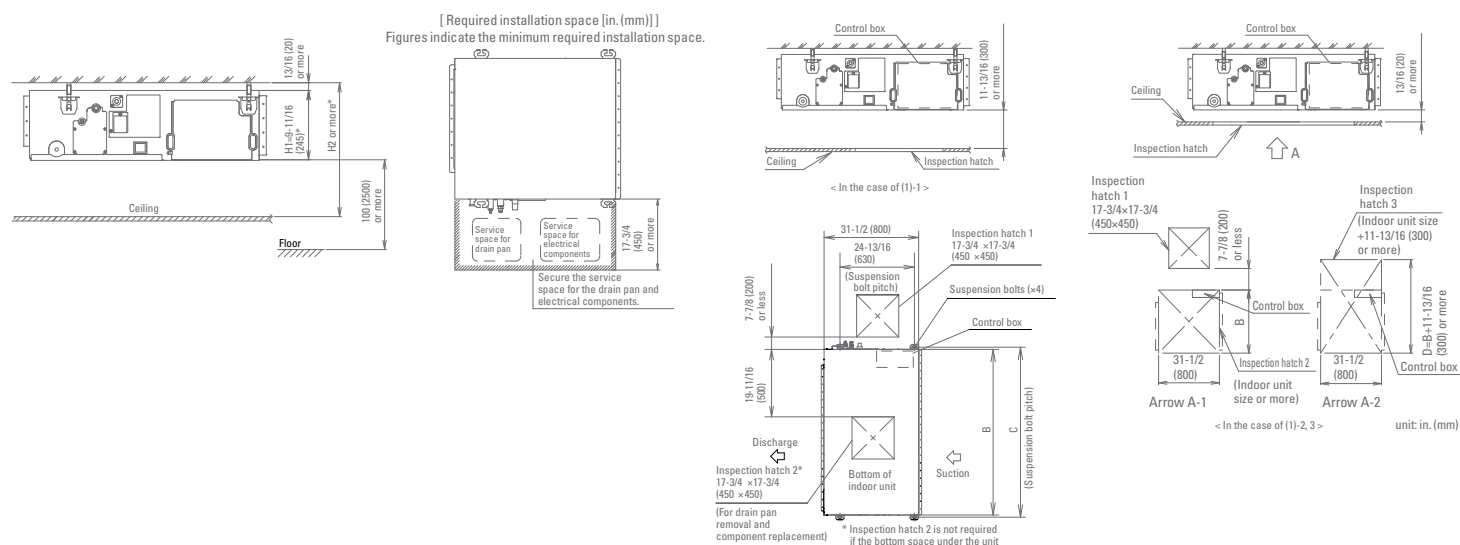 [ Required installation space [in. (mm)] ]
Figures indicate the minimum required installation space.
13/16 (20)
or more
H1=9-11/16
(245)*
H2 or more*
100 (2500)
or more
Ceiling
Floor
Service
space for
drain pan
Service
space for
electrical
components
17-3/4
(450)
or more
Secure the service
space for the drain pan and
electrical components.
Control box
11-13/16 (300)
or more
Ceiling
Inspection hatch
< In the case of (1)-1 >
31-1/2 (800)
24-13/16
(630)
(Suspension
bolt pitch)
Inspection hatch 1
17-3/4 ×17-3/4
(450 ×450)
Suspension bolts (×4)
Control box
7-7/8 (200)
or less
19-11/16
(500)
Discharge
Inspection hatch 2*
17-3/4 ×17-3/4
(450 ×450)
(For drain pan
removal and
component replacement)
Bottom of
indoor unit
B
C
(Suspension bolt pitch)
Suction
* Inspection hatch 2 is not required
if the bottom space under the unit
Control box
13/16 (20)
or more
Ceiling
Inspection hatch
A
Inspection
hatch 1
17-3/4×17-3/4
(450×450)
7-7/8 (200)
or less
Control box
B
Inspection hatch 2
31-1/2
(800)
(Indoor unit
size or more)
Arrow A-1
Inspection
hatch 3
(Indoor unit size
+11-13/16 (300)
or more)
D=B+11-13/16
(300) or more
31-1/2
(800)
Control box
Arrow A-2
< In the case of (1)-2, 3 >
unit: in. (mm)